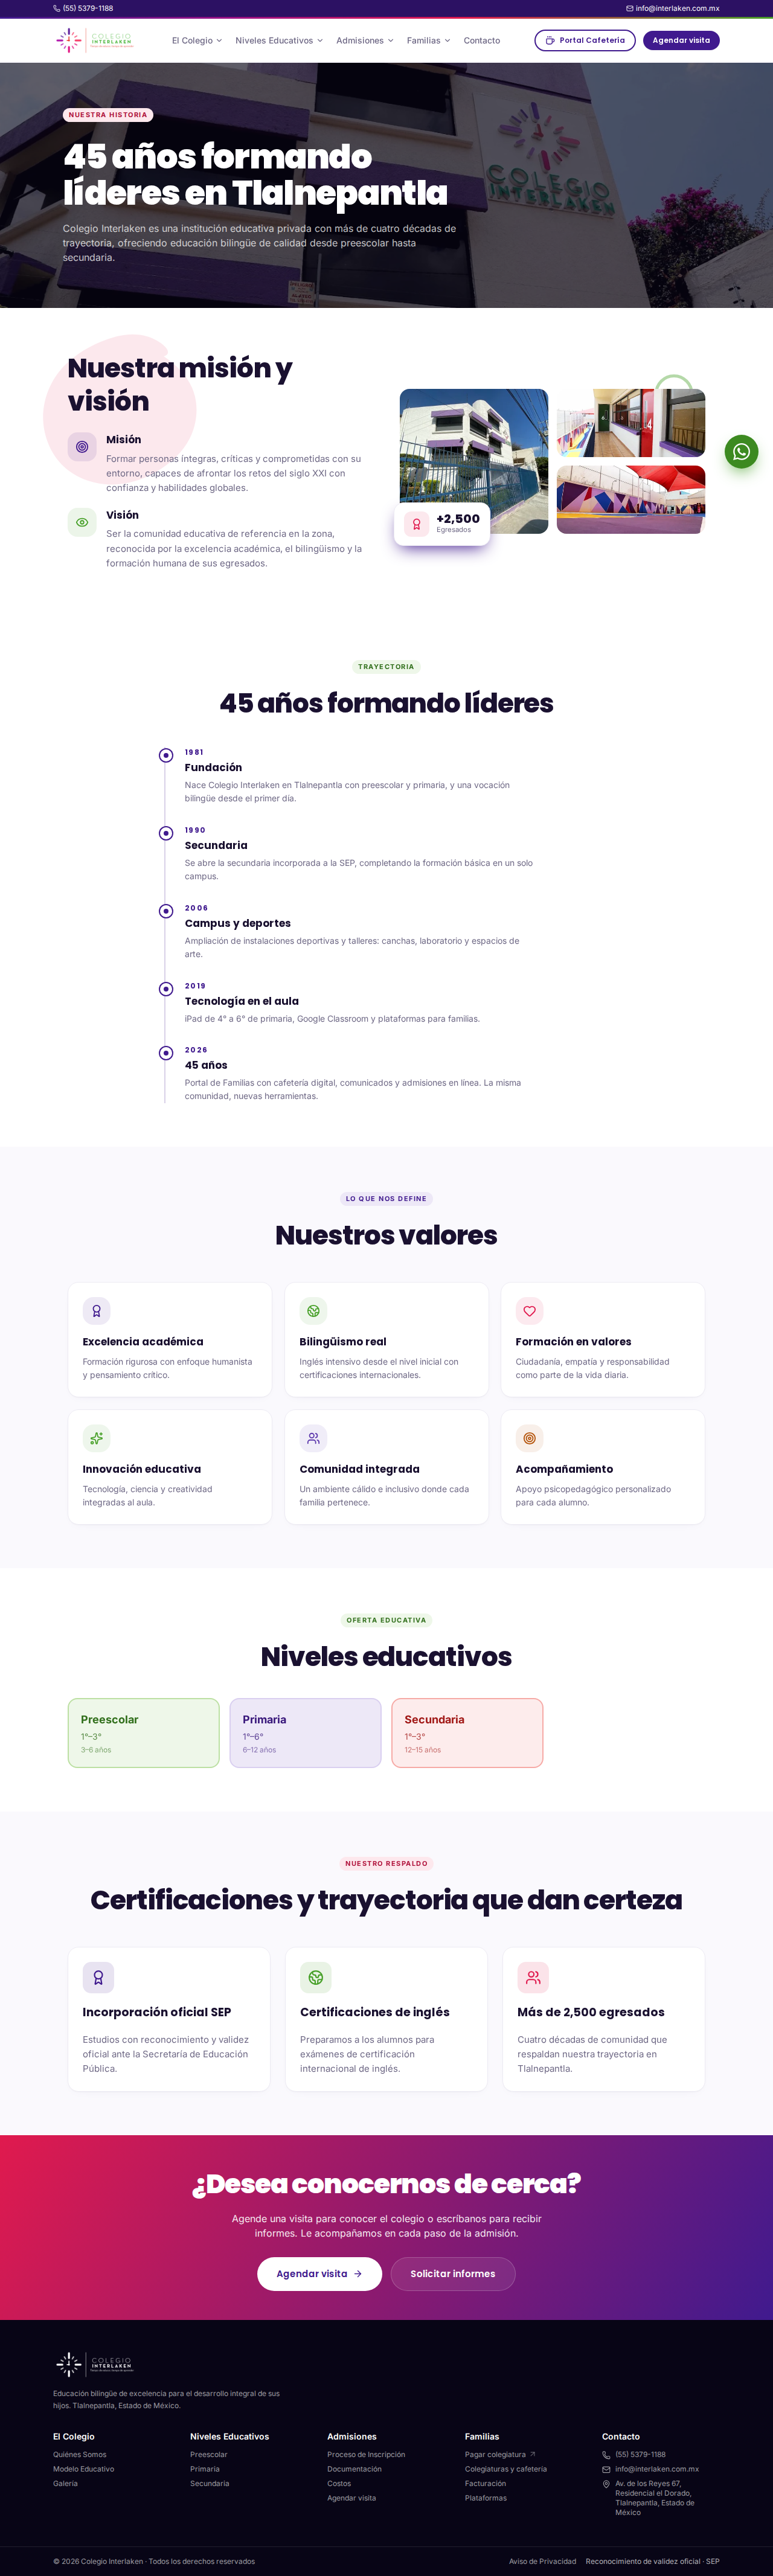 (55) 5379-1188
info@interlaken.com.mx
COLEGIO
INTERLAKEN
El Colegio
Niveles Educativos
Admisiones
Familias
Contacto
Portal Cafetería
Agendar visita
NUESTRA HISTORIA
45 años formando
líderes en Tlalnepantla
Colegio Interlaken es una institución educativa privada con más de cuatro décadas de
trayectoria, ofreciendo educación bilingüe de calidad desde preescolar hasta
secundaria.
COLEGIO
INTERLAKEN
Nuestra misión y
visión
Misión
Formar personas íntegras, críticas y comprometidas con su
entorno, capaces de afrontar los retos del siglo XXI con
confianza y habilidades globales.
Visión
Ser la comunidad educativa de referencia en la zona,
reconocida por la excelencia académica, el bilingüismo y la
formación humana de sus egresados.
+2,500
Egresados
TRAYECTORIA
45 años formando líderes
1981
Fundación
Nace Colegio Interlaken en Tlalnepantla con preescolar y primaria, y una vocación
bilingüe desde el primer día.
1990
Secundaria
Se abre la secundaria incorporada a la SEP, completando la formación básica en un solo
campus.
2006
Campus y deportes
Ampliación de instalaciones deportivas y talleres: canchas, laboratorio y espacios de
arte.
2019
Tecnología en el aula
iPad de 4° a 6° de primaria, Google Classroom y plataformas para familias.
2026
45 años
Portal de Familias con cafetería digital, comunicados y admisiones en línea. La misma
comunidad, nuevas herramientas.
LO QUE NOS DEFINE
Nuestros valores
Excelencia académica
Formación rigurosa con enfoque humanista
y pensamiento crítico.
Bilingüismo real
Inglés intensivo desde el nivel inicial con
certificaciones internacionales.
Formación en valores
Ciudadanía, empatía y responsabilidad
como parte de la vida diaria.
Innovación educativa
Tecnología, ciencia y creatividad
integradas al aula.
Comunidad integrada
Un ambiente cálido e inclusivo donde cada
familia pertenece.
Acompañamiento
Apoyo psicopedagógico personalizado
para cada alumno.
OFERTA EDUCATIVA
Niveles educativos
Preescolar
1°–3°
3–6 años
Primaria
1°–6°
6–12 años
Secundaria
1°–3°
12–15 años
NUESTRO RESPALDO
Certificaciones y trayectoria que dan certeza
Incorporación oficial SEP
Estudios con reconocimiento y validez
oficial ante la Secretaría de Educación
Pública.
Certificaciones de inglés
Preparamos a los alumnos para
exámenes de certificación
internacional de inglés.
Más de 2,500 egresados
Cuatro décadas de comunidad que
respaldan nuestra trayectoria en
Tlalnepantla.
¿Desea conocernos de cerca?
Agende una visita para conocer el colegio o escríbanos para recibir
informes. Le acompañamos en cada paso de la admisión.
Agendar visita
Solicitar informes
COLEGIO
INTERLAKEN
Educación bilingüe de excelencia para el desarrollo integral de sus
hijos. Tlalnepantla, Estado de México.
El Colegio
Quiénes Somos
Modelo Educativo
Galería
Niveles Educativos
Preescolar
Primaria
Secundaria
Admisiones
Proceso de Inscripción
Documentación
Costos
Agendar visita
Familias
Pagar colegiatura
Colegiaturas y cafetería
Facturación
Plataformas
Contacto
(55) 5379-1188
info@interlaken.com.mx
Av. de los Reyes 67,
Residencial el Dorado,
Tlalnepantla, Estado de
México
© 2026 Colegio Interlaken · Todos los derechos reservados
Aviso de Privacidad
Reconocimiento de validez oficial · SEP